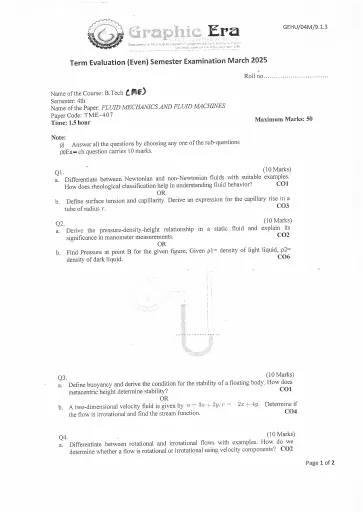 GEHU/04M/9.1.3
Graphic Era
Term Evaluation (Even) Semester Examination March 2025
Roll no..............................
Name of the Course: B.Tech (ME)
Semester: 4th
Name of the Paper: FLUID MECHANICS AND FLUID MACHINES
Paper Code: TME-407
Time: 1.5 hour Maximum Marks: 50
Note:
(i) Answer all the questions by choosing any one of the sub-questions
(ii)Each question carries 10 marks.
Q1. (10 Marks)
a. Differentiate between Newtonian and non-Newtonian fluids with suitable examples.
How does rheological classification help in understanding fluid behavior? CO1
OR
b. Define surface tension and capillarity. Derive an expression for the capillary rise in a
tube of radius r. CO3
Q2. (10 Marks)
a. Derive the pressure-density-height relationship in a static fluid and explain its
significance in manometer measurements. CO2
OR
b. Find Pressure at point B for the given figure, Given ρ1= density of light liquid, ρ2=
density of dark liquid. CO6
Q3. (10 Marks)
a. Define buoyancy and derive the condition for the stability of a floating body. How does
metacentric height determine stability? CO1
OR
b. A two-dimensional velocity field is given by 2y, v = 2x + 4y. Determine if
the flow is irrotational and find the stream function. CO4
Q4. (10 Marks)
a. Differentiate between rotational and irrotational flows with examples. How do we
determine whether a flow is rotational or irrotational using velocity components? CO2
Page 1 of 2